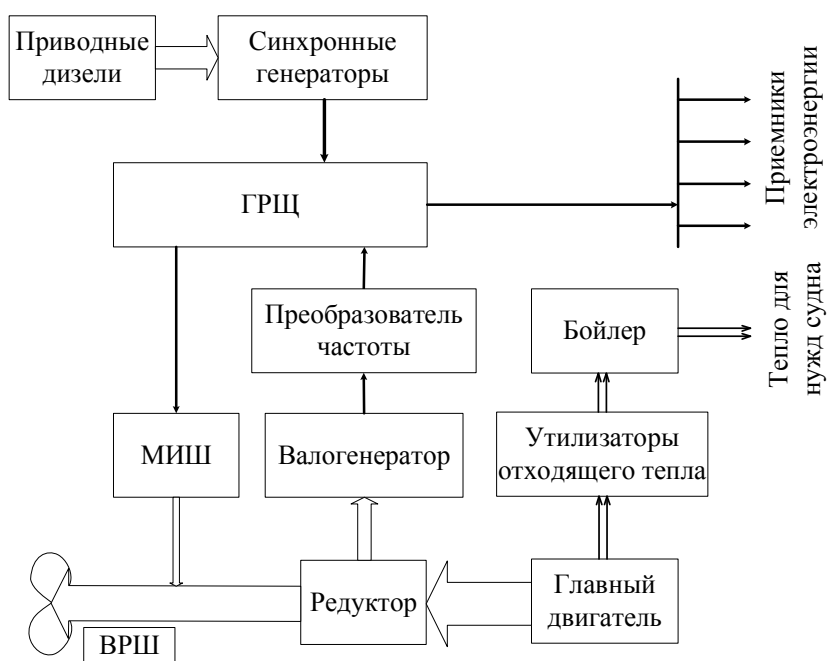 Приводные
дизели
Синхронные
генераторы
Приемники
электроэнергии
ГРЩ
Преобразователь
частоты
Бойлер
Тепло для
нужд судна
МИШ
Валогенератор
Утилизаторы
отходящего тепла
Редуктор
Главный
двигатель
ВРШ